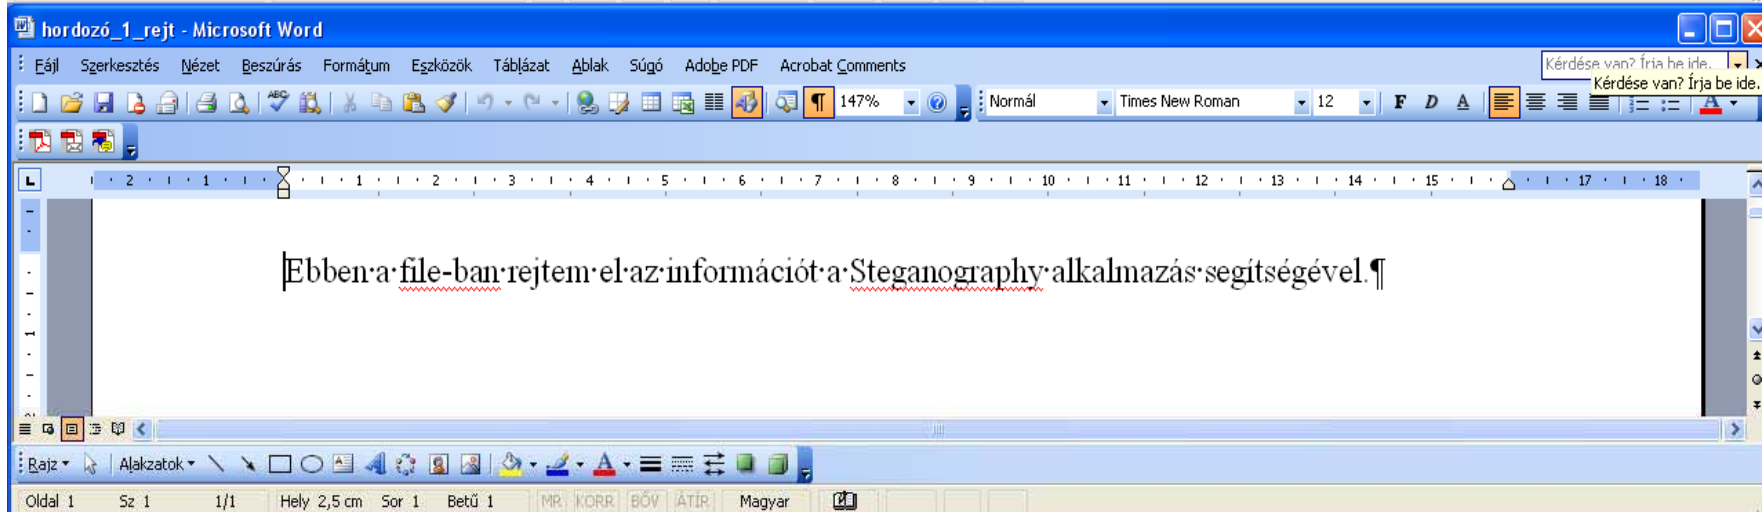 hordozó_1_rejt - Microsoft Word
Fájl Szerkesztés Nézet Beszúrás Formátum Eszközök Táblázat Ablak Súgó Adobe PDF Acrobat Comments Kérdése van? Írja be ide.
Kérdése van? Írja be ide.
147% Normál Times New Roman 12 F D A A
L 2 1 1 2 3 4 5 6 7 8 9 10 11 12 13 14 15 17 18
Ebben·a·file-ban·rejtem·el·az·információt·a·Steganography·alkalmazás·segítségével.¶
1
Rajz Alakzatok A
Oldal 1 Sz 1 1/1 Hely 2,5 cm Sor 1 Betű 1 MR KORR BŐV ÁTÍR Magyar